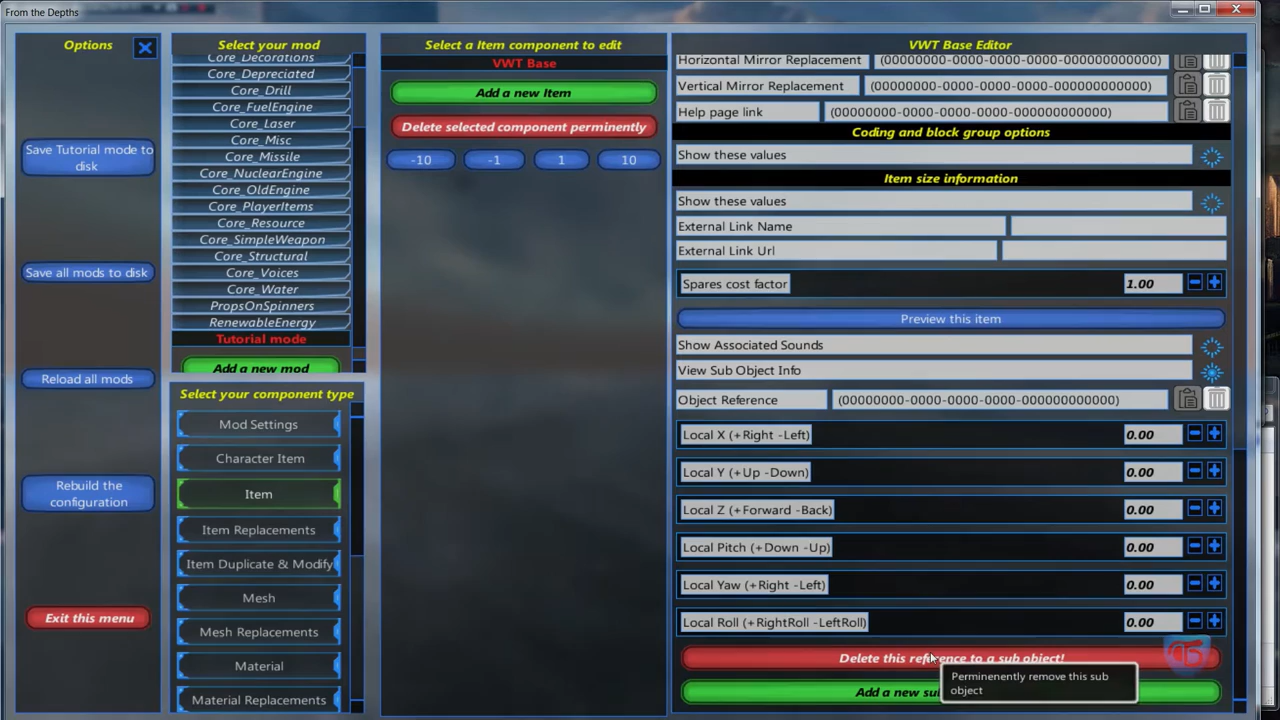 From the Depths
Options
Save Tutorial mode to
disk
Save all mods to disk
Reload all mods
Rebuild the
configuration
Exit this menu
Select your mod
Core_Decorations
Core_Depreciated
Core_Drill
Core_FuelEngine
Core_Laser
Core_Misc
Core_Missile
Core_NuclearEngine
Core_OldEngine
Core_PlayerItems
Core_Resource
Core_SimpleWeapon
Core_Structural
Core_Voices
Core_Water
PropsOnSpinners
RenewableEnergy
Tutorial mode
Add a new mod
Select your component type
Mod Settings
Character Item
Item
Item Replacements
Item Duplicate & Modify
Mesh
Mesh Replacements
Material
Material Replacements
Select a Item component to edit
VWT Base
Add a new Item
Delete selected component perminently
-10 -1 1 10
VWT Base Editor
Horizontal Mirror Replacement (00000000-0000-0000-0000-000000000000)
Vertical Mirror Replacement (00000000-0000-0000-0000-000000000000)
Help page link (00000000-0000-0000-0000-000000000000)
Coding and block group options
Show these values
Item size information
Show these values
External Link Name
External Link Url
Spares cost factor 1.00
Preview this item
Show Associated Sounds
View Sub Object Info
Object Reference (00000000-0000-0000-0000-000000000000)
Local X (+Right -Left) 0.00
Local Y (+Up -Down) 0.00
Local Z (+Forward -Back) 0.00
Local Pitch (+Down -Up) 0.00
Local Yaw (+Right -Left) 0.00
Local Roll (+RightRoll -LeftRoll) 0.00
Delete this reference to a sub object!
Add a new
Perminenently remove this sub
object